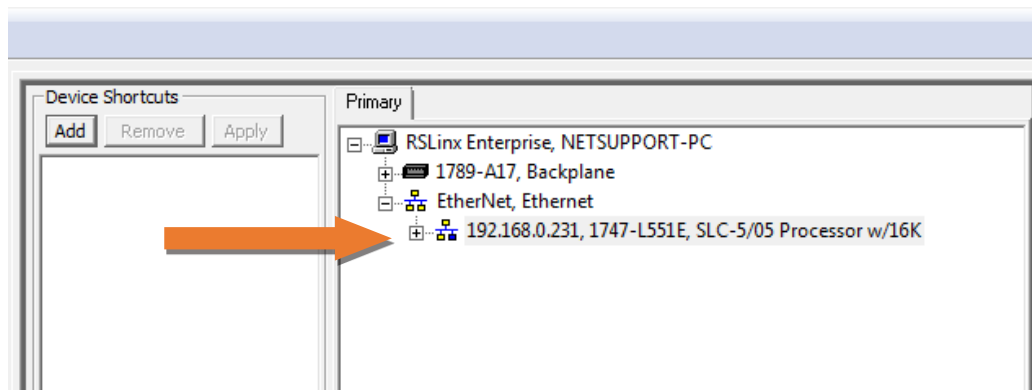 Device Shortcuts
Add Remove Apply
Primary
RSLinx Enterprise, NETSUPPORT-PC
1789-A17, Backplane
EtherNet, Ethernet
192.168.0.231, 1747-L551E, SLC-5/05 Processor w/16K